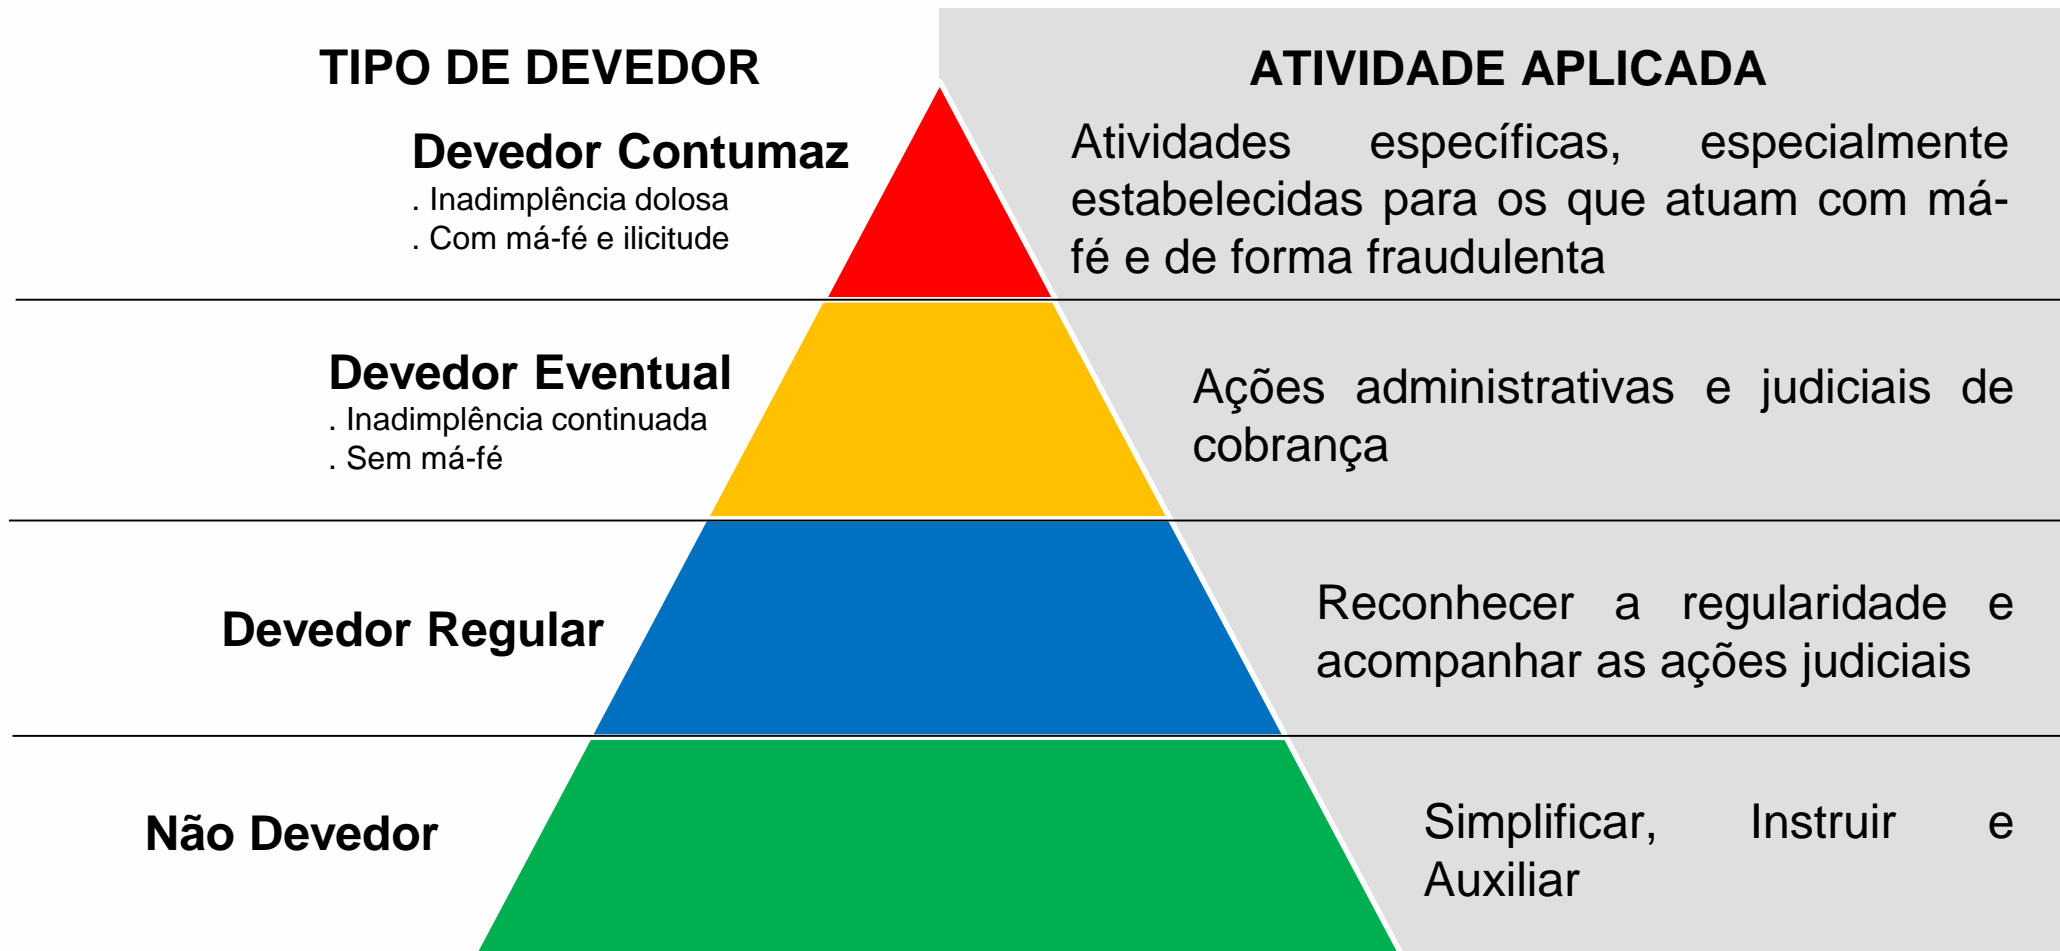 TIPO DE DEVEDOR
ATIVIDADE APLICADA
Devedor Contumaz
. Inadimplência dolosa
. Com má-fé e ilicitude
Atividades específicas, especialmente
estabelecidas para os que atuam com má-
fé e de forma fraudulenta
Devedor Eventual
. Inadimplência continuada
. Sem má-fé
Ações administrativas e judiciais de
cobrança
Devedor Regular
Reconhecer a regularidade e
acompanhar as ações judiciais
Não Devedor
Simplificar, Instruir e
Auxiliar